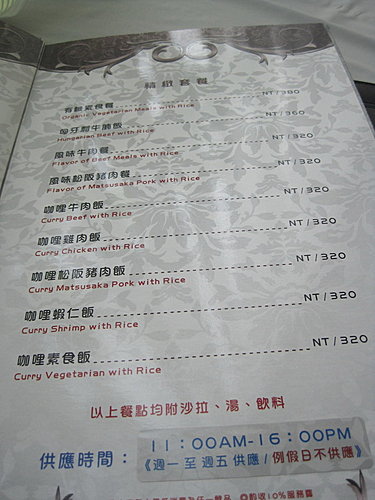 精緻套餐
有機素食餐 NT/380
Organic Vegetarian Meals with Rice
匈牙利牛腩飯 NT/360
Hungarian Beef with Rice
風味牛肉餐 NT/320
Flavor of Beef Meals with Rice
風味松阪豬肉餐 NT/320
Flavor of Matsusaka Pork with Rice
咖哩牛肉飯 NT/320
Curry Beef with Rice
咖哩雞肉飯 NT/320
Curry Chicken with Rice
咖哩松阪豬肉飯 NT/320
Curry Matsusaka Pork with Rice
咖哩蝦仁飯 NT/320
Curry Shrimp with Rice
咖哩素食飯 NT/320
Curry Vegetarian with Rice
以上餐點均附沙拉、湯、飲料
供應時間： 11：00AM-16：00PM
《週一至週五供應/例假日不供應》
酌收10%服務費